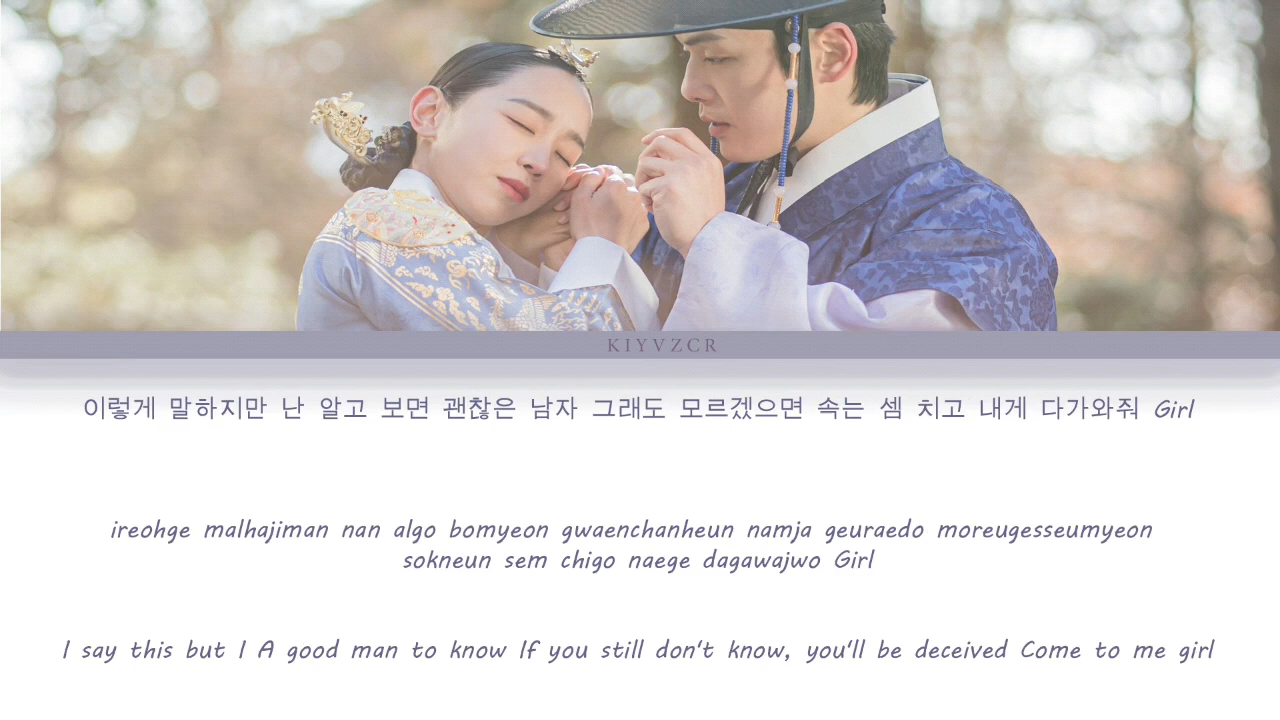 KIYVZCR
이렇게 말하지만 난 알고 보면 괜찮은 남자 그래도 모르겠으면 속는 셈 치고 내게 다가와줘 Girl
ireohge malhajiman nan algo bomyeon gwaenchanheun namja geuraedo moreugesseumyeon
sokneun sem chigo naege dagawajwo Girl
I say this but I A good man to know If you still don't know, you'll be deceived Come to me girl